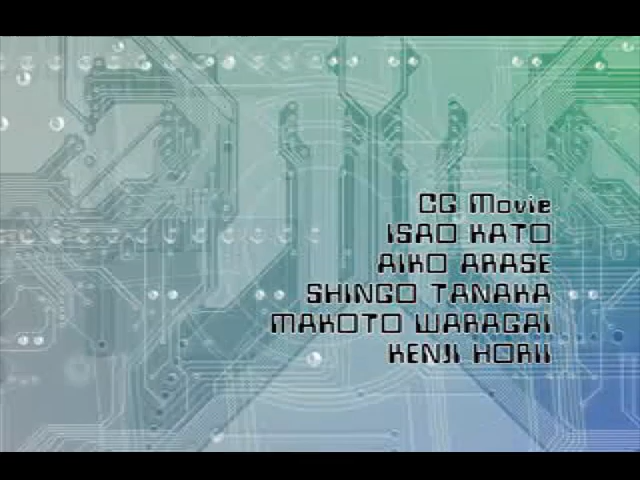 CG Movie
ISAO KATO
AIKO ARASE
SHINGO TANAKA
MAKOTO WARAGAI
KENJI HORII